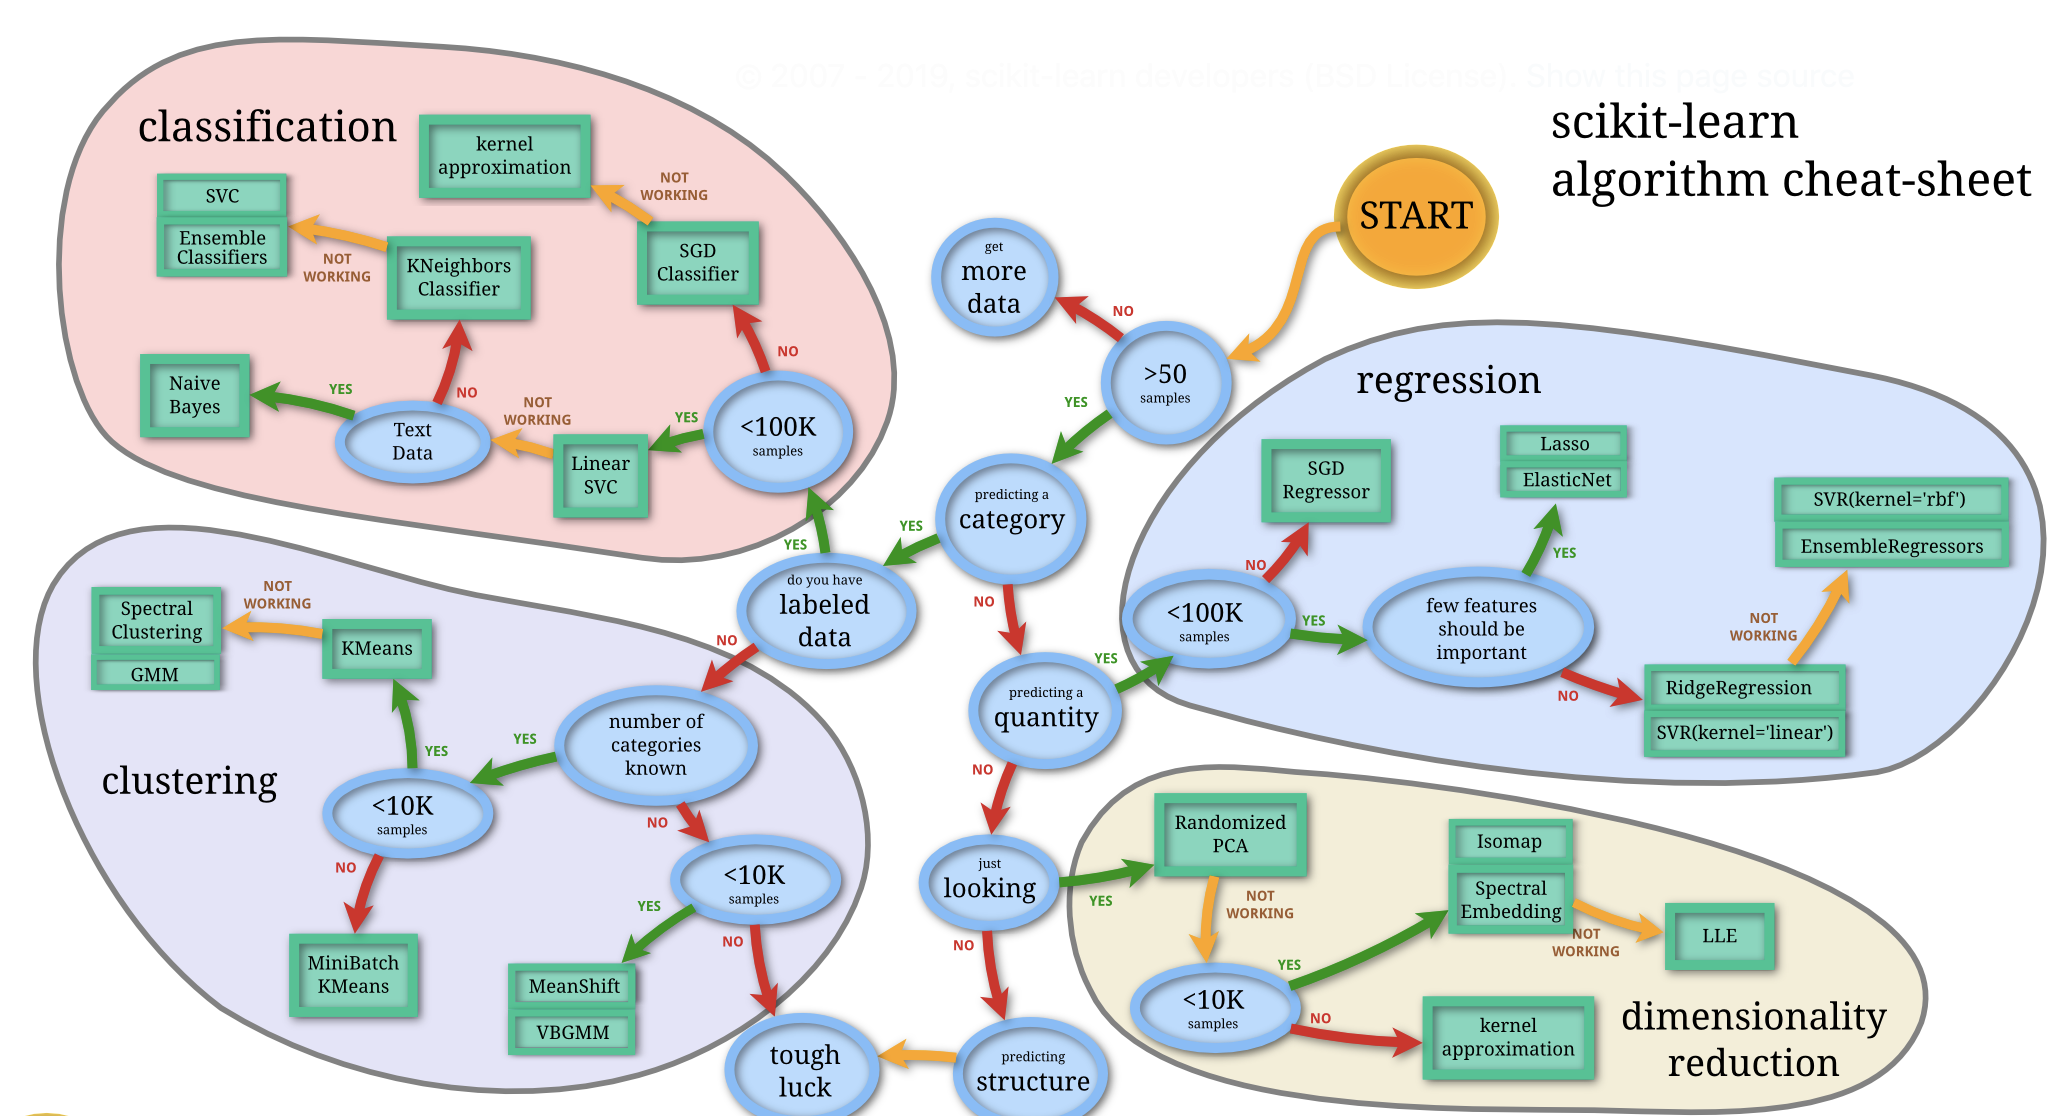 © 2007 - 2019, scikit-learn developers (BSD License). Show this page source
scikit-learn
algorithm cheat-sheet
START
get
more
data
NO
>50
samples
YES
predicting a
category
YES
NO
do you have
labeled
data
YES
NO
predicting a
quantity
YES
NO
just
looking
YES
NO
predicting
structure
tough
luck
classification
kernel
approximation
NOT
WORKING
SGD
Classifier
NO
<100K
samples
YES
Linear
SVC
NOT
WORKING
Text
Data
YES
Naive
Bayes
NO
KNeighbors
Classifier
NOT
WORKING
SVC
Ensemble
Classifiers
clustering
number of
categories
known
YES
NO
<10K
samples
YES
KMeans
NOT
WORKING
Spectral
Clustering
GMM
NO
MiniBatch
KMeans
<10K
samples
YES
MeanShift
VBGMM
NO
regression
<100K
samples
NO
SGD
Regressor
YES
few features
should be
important
YES
Lasso
ElasticNet
NO
RidgeRegression
SVR(kernel='linear')
NOT
WORKING
SVR(kernel='rbf')
EnsembleRegressors
Randomized
PCA
NOT
WORKING
<10K
samples
YES
Isomap
Spectral
Embedding
NOT
WORKING
LLE
NO
kernel
approximation
dimensionality
reduction